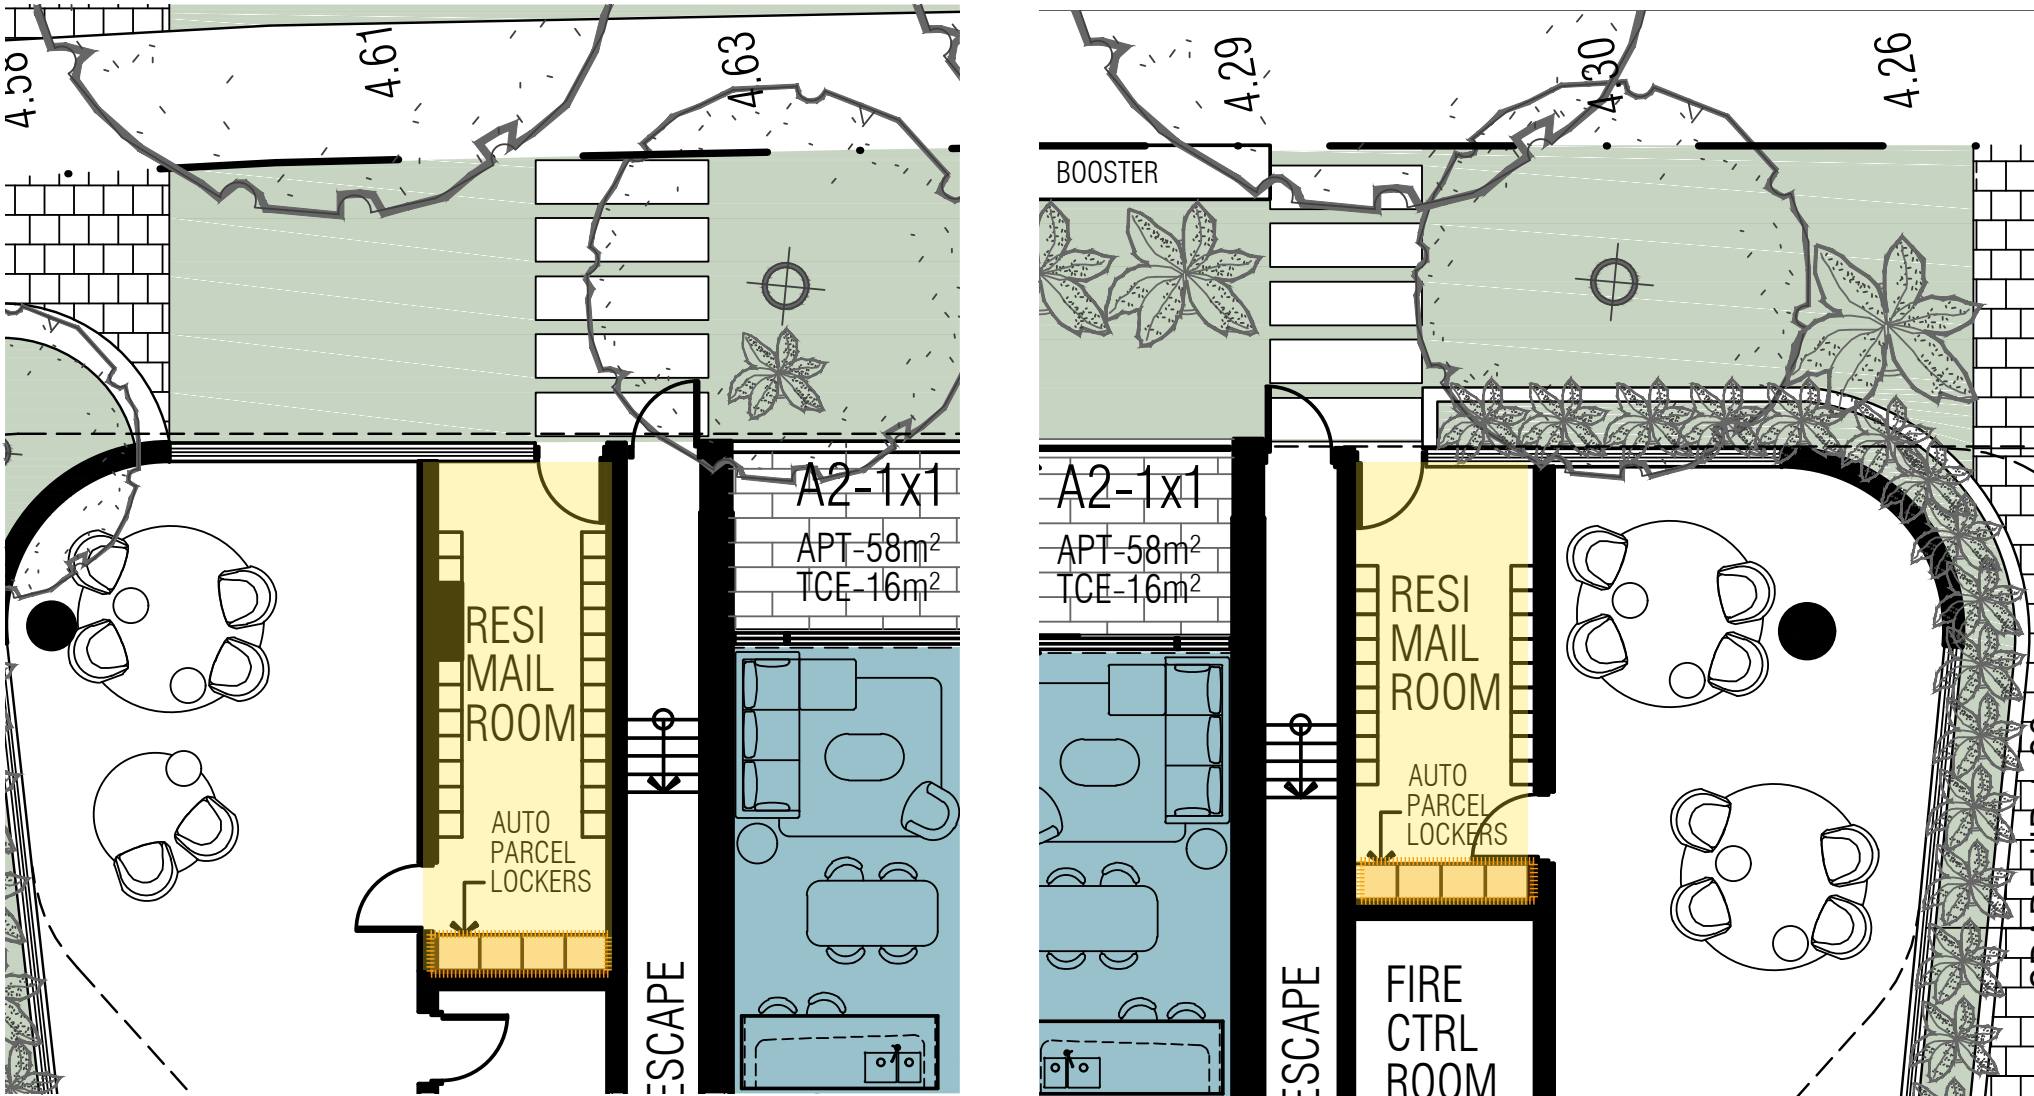 4.61
4.63
A2-1x1
APT-58m²
TCE-16m²
RESI
MAIL
ROOM
AUTO
PARCEL
LOCKERS
ESCAPE
4.29
4.30
4.26
BOOSTER
A2-1x1
APT-58m²
TCE-16m²
RESI
MAIL
ROOM
AUTO
PARCEL
LOCKERS
ESCAPE
FIRE
CTRL
ROOM